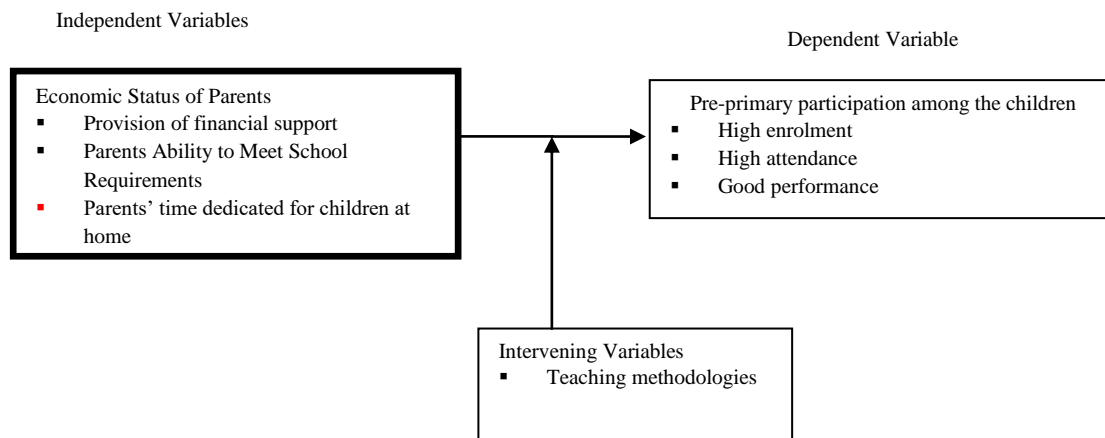 Independent Variables
Dependent Variable
Economic Status of Parents
▪ Provision of financial support
▪ Parents Ability to Meet School
Requirements
▪ Parents’ time dedicated for children at
home
Pre-primary participation among the children
▪ High enrolment
▪ High attendance
▪ Good performance
Intervening Variables
▪ Teaching methodologies